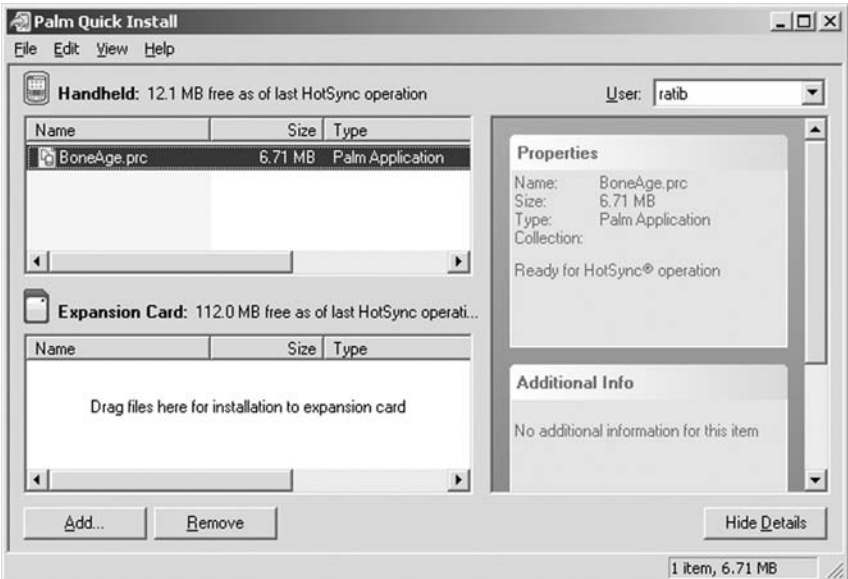 Palm Quick Install
File Edit View Help
Handheld: 12.1 MB free as of last HotSync operation
User: ratib
Name Size Type
BoneAge.prc 6.71 MB Palm Application
Expansion Card: 112.0 MB free as of last HotSync operati...
Name Size Type
Drag files here for installation to expansion card
Properties
Name: BoneAge.prc
Size: 6.71 MB
Type: Palm Application
Collection:
Ready for HotSync® operation
Additional Info
No additional information for this item
Add... Remove Hide Details
1 item, 6.71 MB